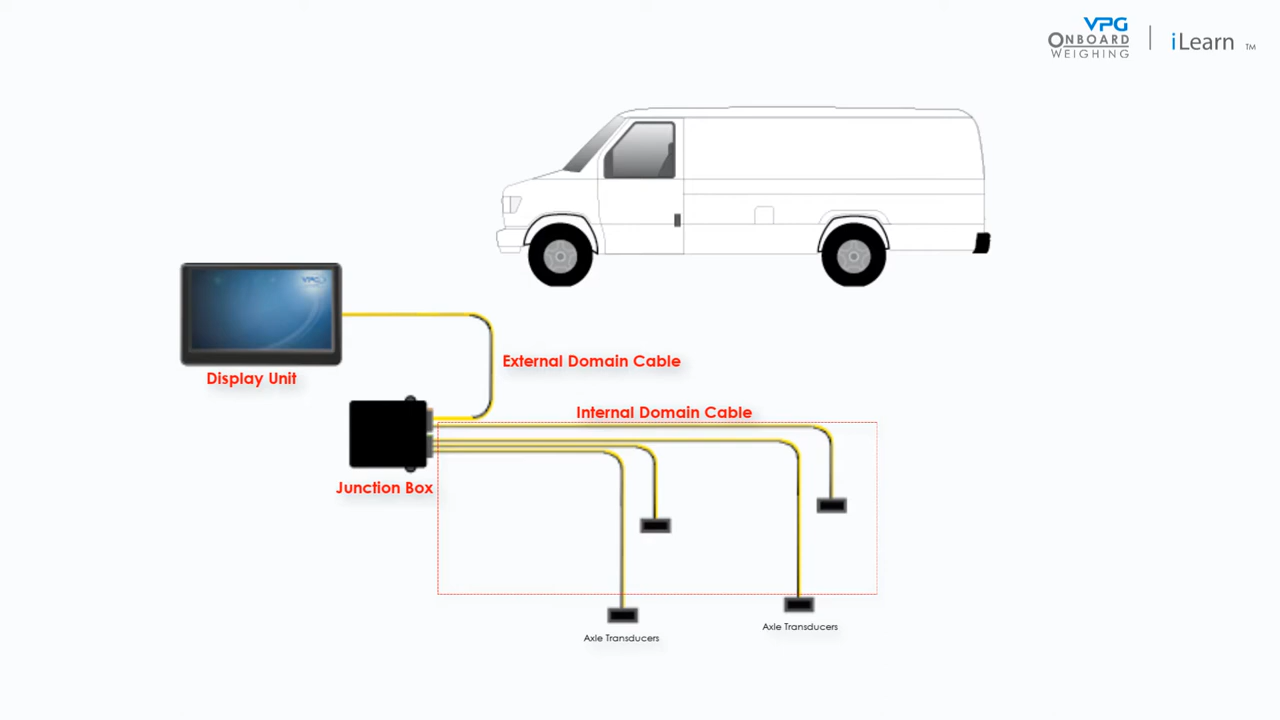 VPG
ONBOARD
WEIGHING
iLearn TM
VPG
Display Unit
External Domain Cable
Internal Domain Cable
Junction Box
Axle Transducers
Axle Transducers